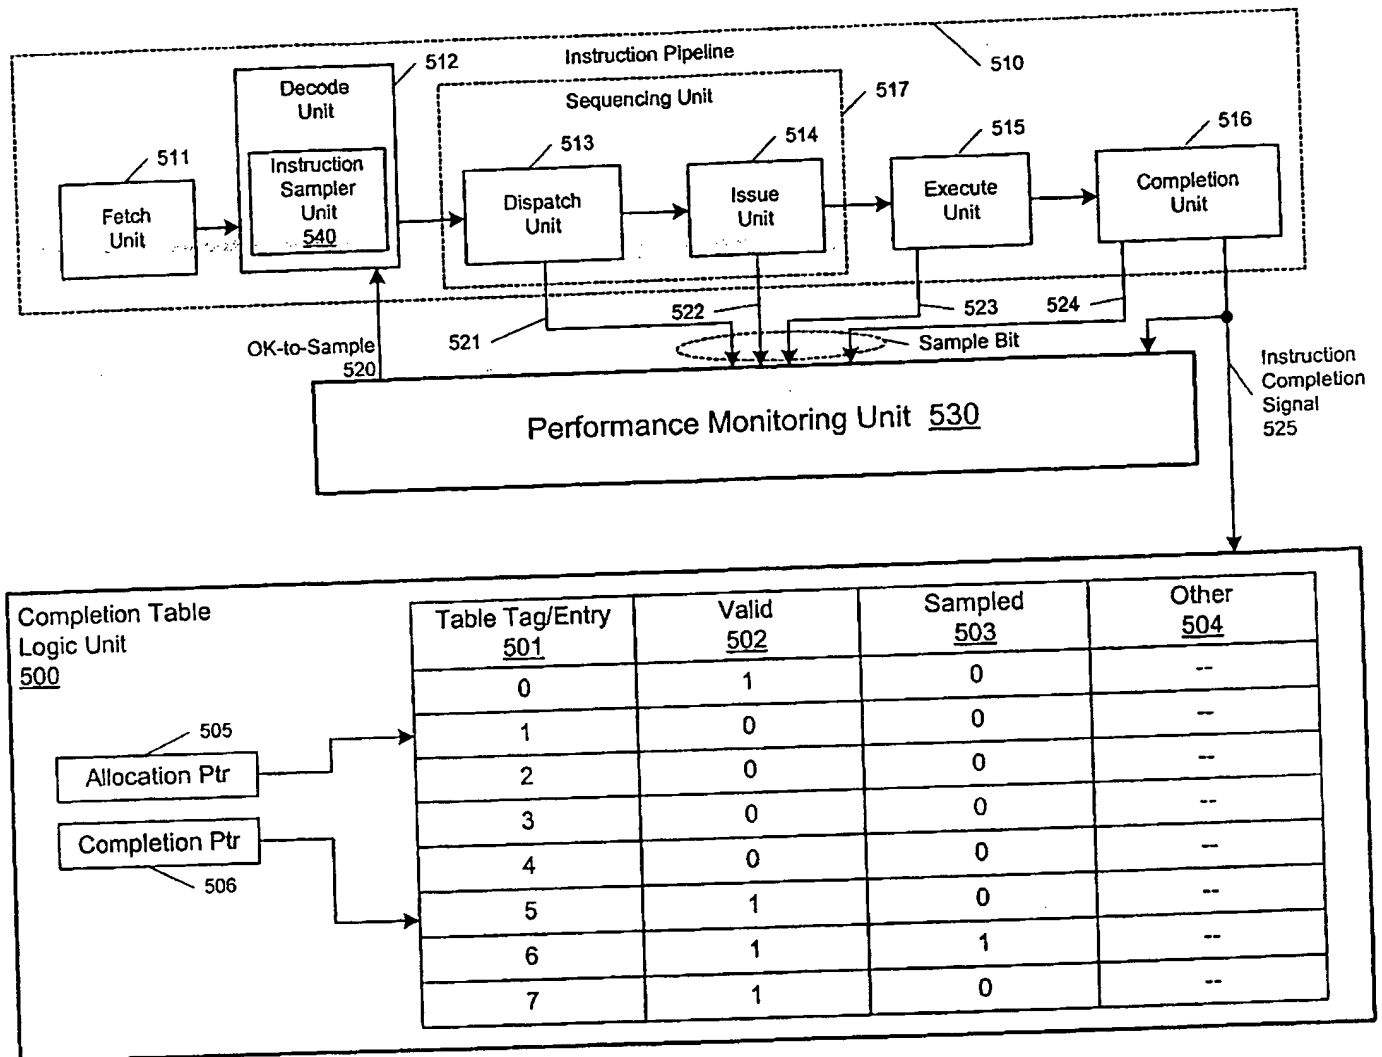 Instruction Pipeline
510
512
Decode
Unit
Sequencing Unit
517
511
Instruction
Sampler
Unit
540
513
514
515
516
Fetch
Unit
Dispatch
Unit
Issue
Unit
Execute
Unit
Completion
Unit
521
522
523
524
OK-to-Sample
520
Sample Bit
Instruction
Completion
Signal
525
Performance Monitoring Unit 530
Completion Table
Logic Unit
500
Table Tag/Entry 501 Valid 502 Sampled 503 Other 504
0 1 0 --
1 0 0 --
2 0 0 --
3 0 0 --
4 0 0 --
5 1 0 --
6 1 1 --
7 1 0 --
505
Allocation Ptr
Completion Ptr
506